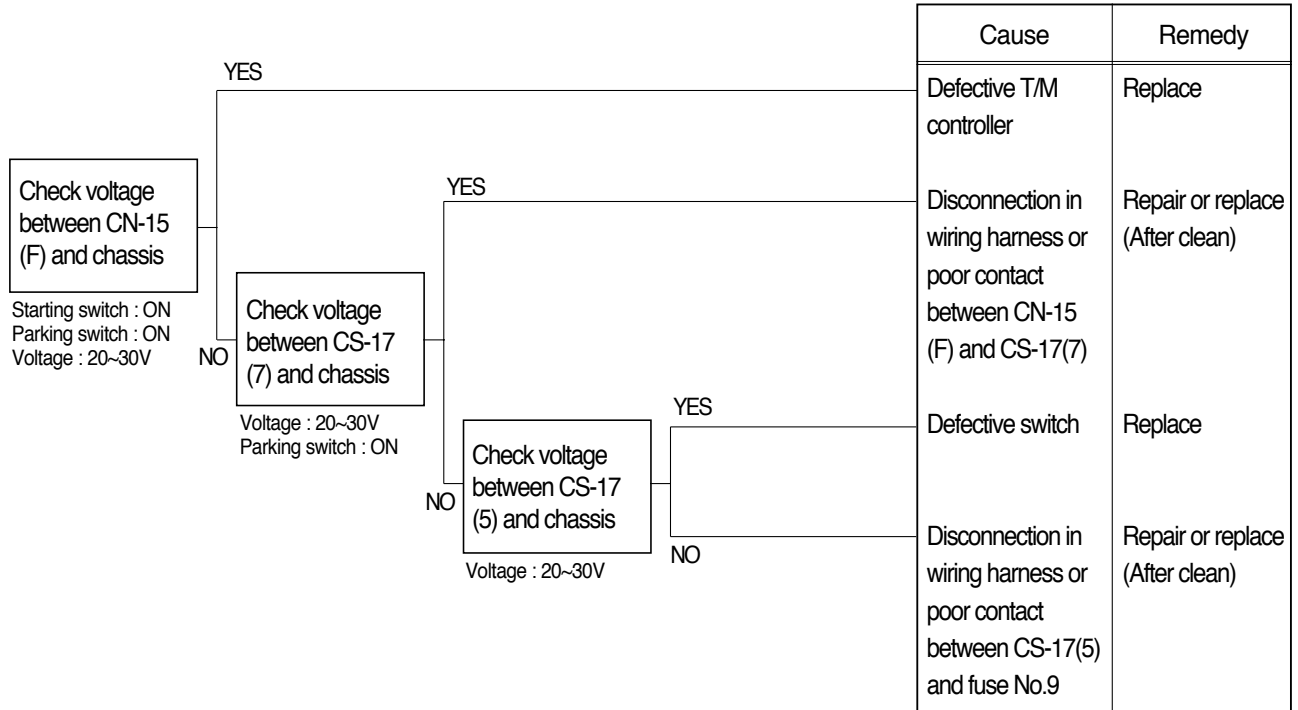 Cause
Remedy
YES
Defective T/M
controller
Replace
Check voltage
between CN-15
(F) and chassis
Starting switch : ON
Parking switch : ON
Voltage : 20~30V
YES
Disconnection in
wiring harness or
poor contact
between CN-15
(F) and CS-17(7)
Repair or replace
(After clean)
NO
Check voltage
between CS-17
(7) and chassis
Voltage : 20~30V
Parking switch : ON
YES
Defective switch
Replace
NO
Check voltage
between CS-17
(5) and chassis
Voltage : 20~30V
NO
Disconnection in
wiring harness or
poor contact
between CS-17(5)
and fuse No.9
Repair or replace
(After clean)